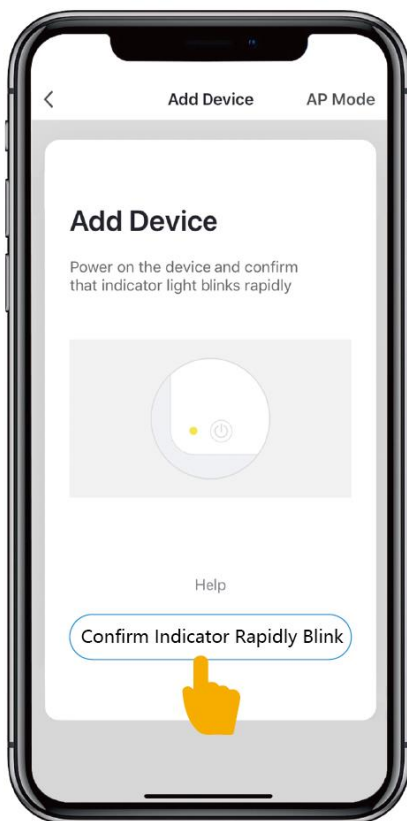 Add Device AP Mode
Add Device
Power on the device and confirm
that indicator light blinks rapidly
Help
Confirm Indicator Rapidly Blink